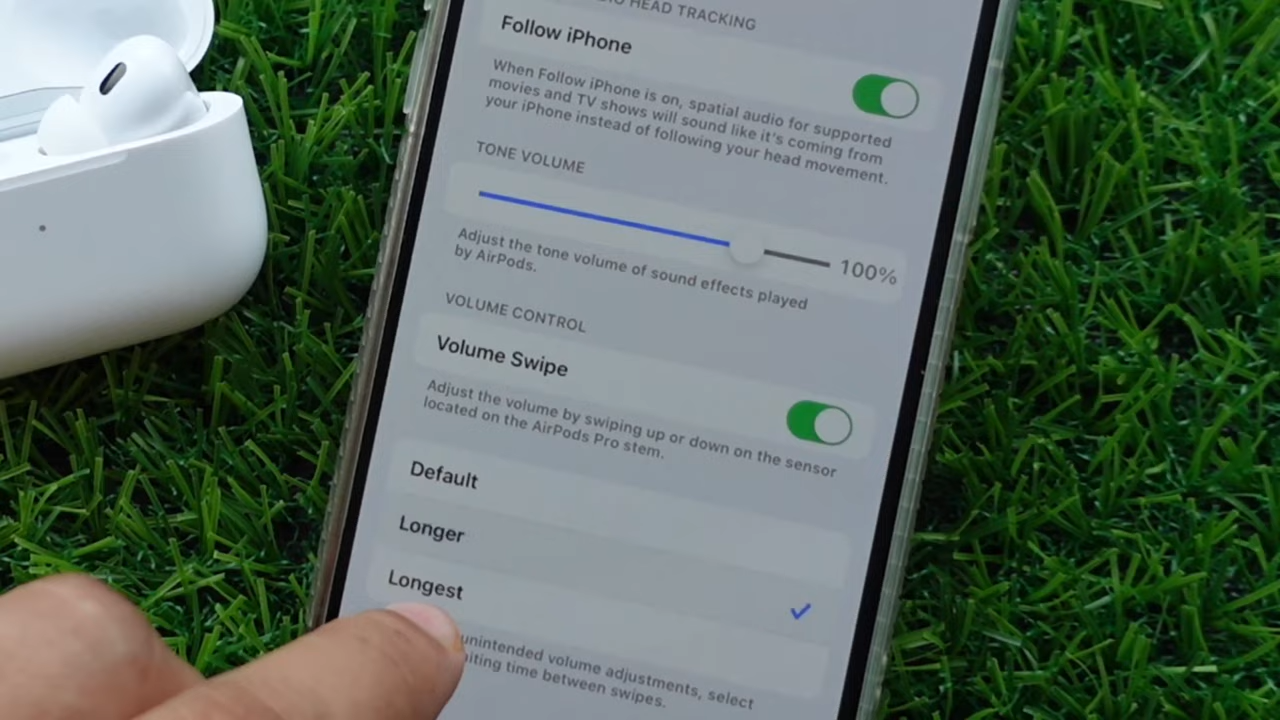 HEAD TRACKING
Follow iPhone
When Follow iPhone is on, spatial audio for supported
movies and TV shows will sound like it's coming from
your iPhone instead of following your head movement.
TONE VOLUME
100%
Adjust the tone volume of sound effects played
by AirPods.
VOLUME CONTROL
Volume Swipe
Adjust the volume by swiping up or down on the sensor
located on the AirPods Pro stem.
Default
Longer
Longest
unintended volume adjustments, select
time between swipes.